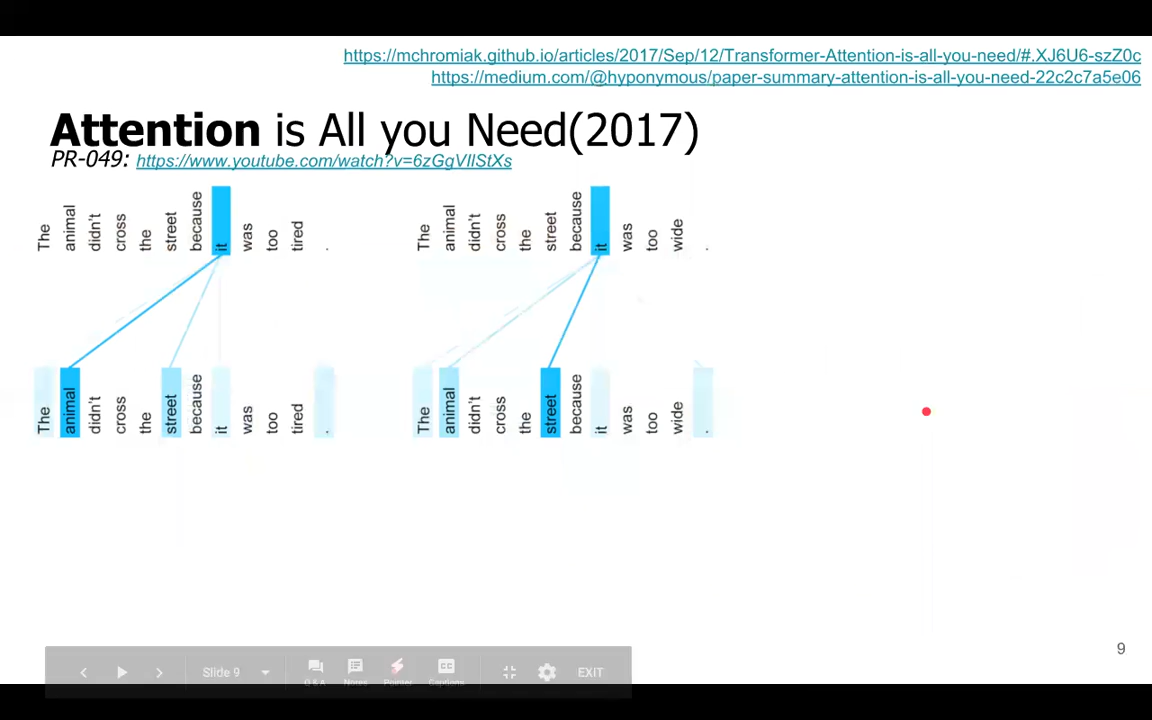 https://mchromiak.github.io/articles/2017/Sep/12/Transformer-Attention-is-all-you-need/#.XJ6U6-szZ0c
https://medium.com/@hyponymous/paper-summary-attention-is-all-you-need-22c2c7a5e06
Attention is All you Need(2017)
PR-049: https://www.youtube.com/watch?v=6zGgVIlStXs
The animal didn't cross the street because it was too tired .
The animal didn't cross the street because it was too wide .
The animal didn't cross the street because it was too tired .
The animal didn't cross the street because it was too wide .
9
Slide 9
Q & A
Notes
Pointer
CC
Captions
EXIT